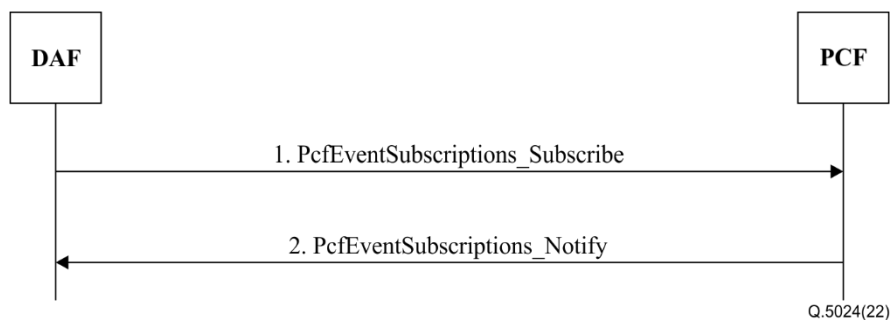 DAF
PCF
1. PcfEventSubscriptions_Subscribe
2. PcfEventSubscriptions_Notify
Q.5024(22)